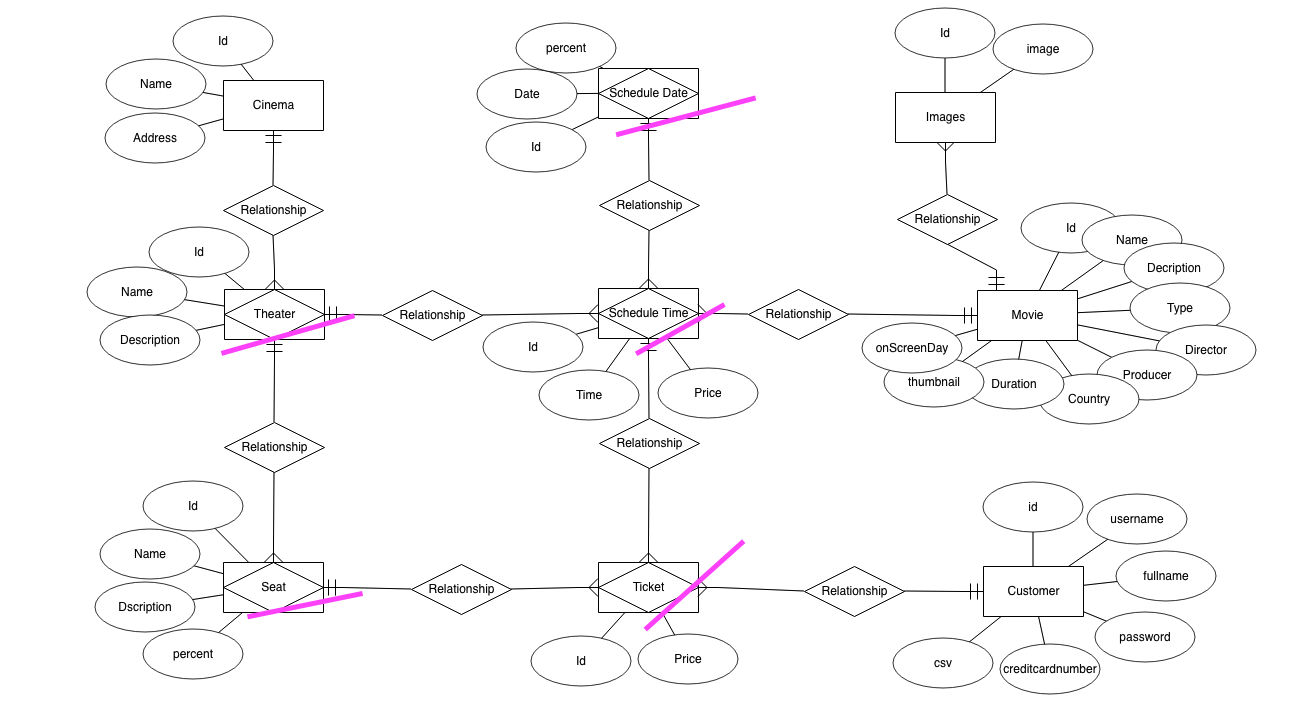 Id
Name
Address
Cinema
percent
Date
Id
Schedule Date
Id
image
Images
Relationship
Relationship
Relationship
Id
Name
Description
Theater
Relationship
Schedule Time
Id
Time
Price
Relationship
Movie
Id
Name
Decription
Type
Director
Producer
Country
Duration
thumbnail
onScreenDay
Relationship
Relationship
Id
Name
Dscription
percent
Seat
Relationship
Ticket
Id
Price
Relationship
Customer
id
username
fullname
password
creditcardnumber
csv